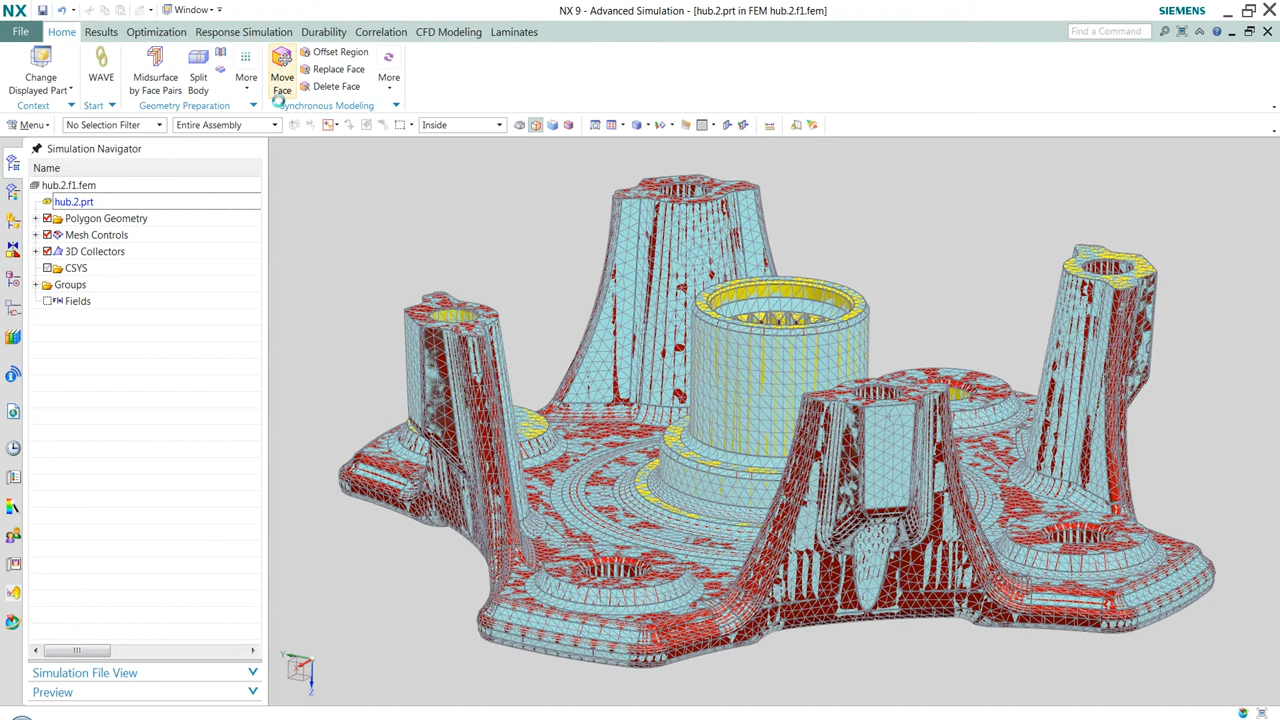 NX Window NX 9 - Advanced Simulation - [hub.2.prt in FEM hub.2.f1.fem] SIEMENS
File Home Results Optimization Response Simulation Durability Correlation CFD Modeling Laminates Find a Command
Change Displayed Part
WAVE
Midsurface by Face Pairs
Split Body
More
Move Face
Offset Region
Replace Face
Delete Face
More
Context Start Geometry Preparation Synchronous Modeling
Menu No Selection Filter Entire Assembly Inside
Simulation Navigator
Name
hub.2.f1.fem
hub.2.prt
Polygon Geometry
Mesh Controls
3D Collectors
CSYS
Groups
Fields
Simulation File View
Preview
Y
Z